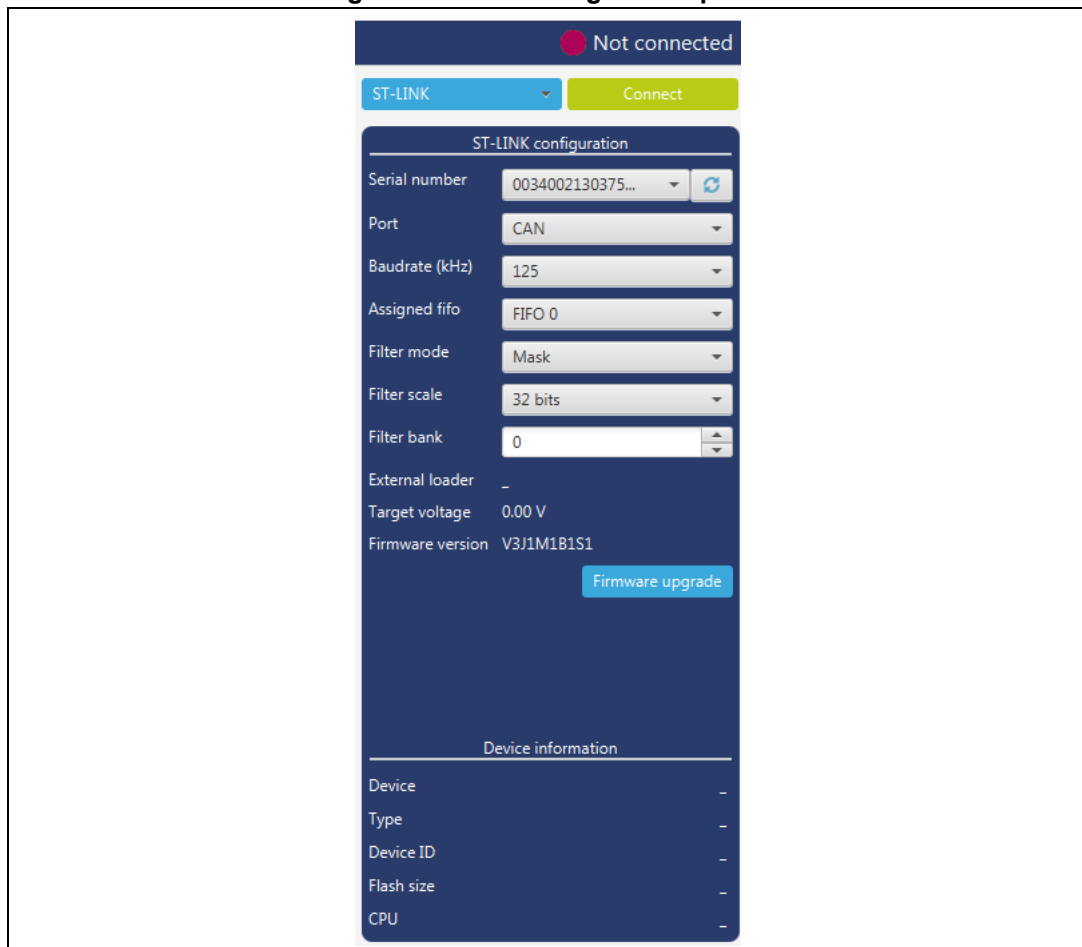 Not connected
ST-LINK Connect
ST-LINK configuration
Serial number 0034002130375...
Port CAN
Baudrate (kHz) 125
Assigned fifo FIFO 0
Filter mode Mask
Filter scale 32 bits
Filter bank 0
External loader _
Target voltage 0.00 V
Firmware version V3J1M1B1S1
Firmware upgrade
Device information
Device _
Type _
Device ID _
Flash size _
CPU _